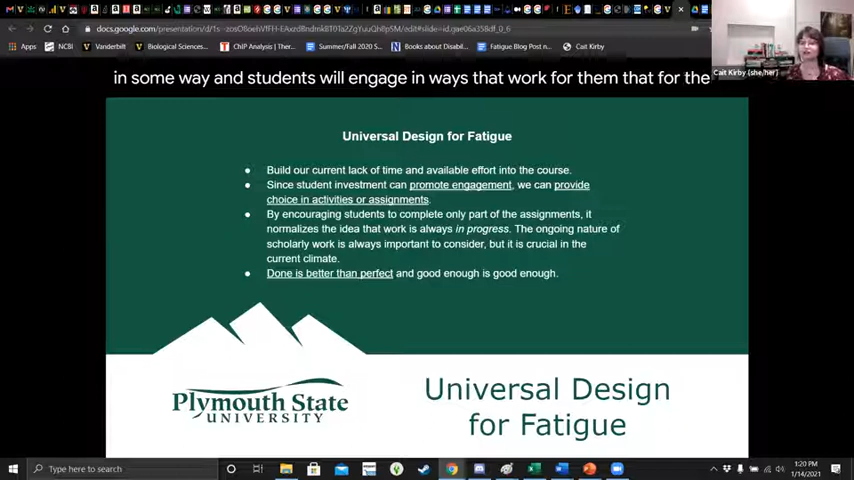 docs.google.com/presentation/d/1s-zosO8oehVhfH-EAxzdBndmklT1a2ZgYuuQhBpSM/edit#slide=id.gae06a358df_0_6
Apps
NCBI
Vanderbilt
Biological Sciences...
ChIP Analysis | Ther...
Summer/Fall 2020 S...
Books about Disabil...
Fatigue Blog Post n...
Cait Kirby
Cait Kirby (she/her)
in some way and students will engage in ways that work for them that for the
Universal Design for Fatigue
● Build our current lack of time and available effort into the course.
● Since student investment can promote engagement, we can provide
choice in activities or assignments.
● By encouraging students to complete only part of the assignments, it
normalizes the idea that work is always in progress. The ongoing nature of
scholarly work is always important to consider, but it is crucial in the
current climate.
● Done is better than perfect and good enough is good enough.
Plymouth State
UNIVERSITY
Universal Design
for Fatigue
Type here to search
1:20 PM
1/14/2021